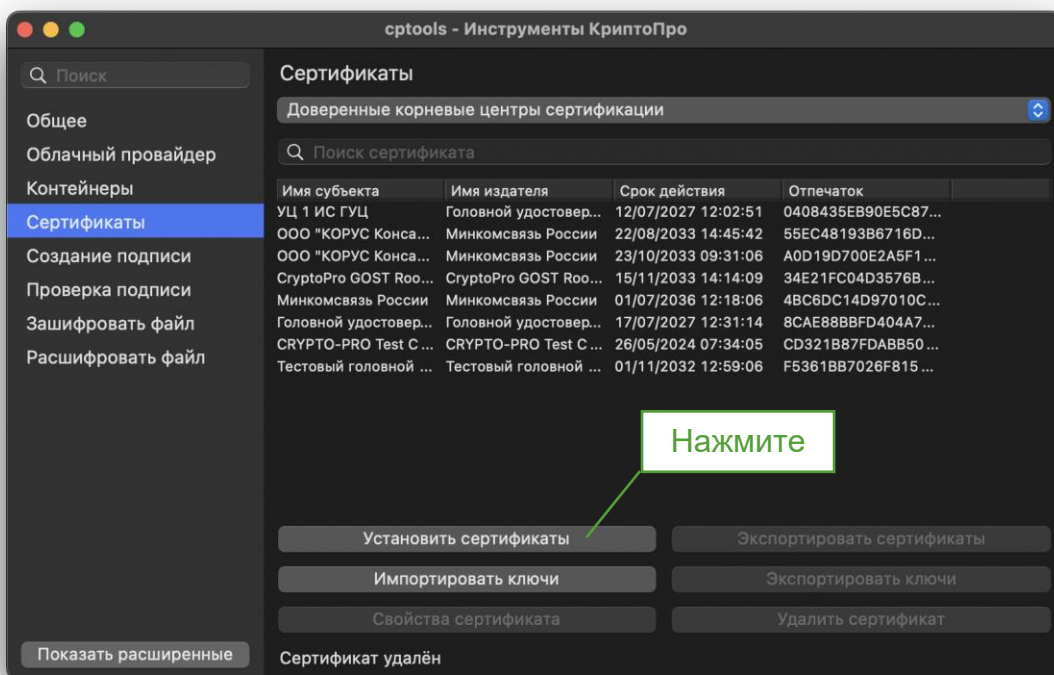 cptools - Инструменты КриптоПро
Поиск
Общее
Облачный провайдер
Контейнеры
Сертификаты
Создание подписи
Проверка подписи
Зашифровать файл
Расшифровать файл
Показать расширенные
Сертификаты
Доверенные корневые центры сертификации
Поиск сертификата
Имя субъекта Имя издателя Срок действия Отпечаток
УЦ 1 ИС ГУЦ Головной удостовер... 12/07/2027 12:02:51 0408435EB90E5C87...
ООО "КОРУС Конса... Минкомсвязь России 22/08/2033 14:45:42 55EC48193B6716D...
ООО "КОРУС Конса... Минкомсвязь России 23/10/2033 09:31:06 A0D19D700E2A5F1...
CryptoPro GOST Roo... CryptoPro GOST Roo... 15/11/2033 14:14:09 34E21FC04D3576B...
Минкомсвязь России Минкомсвязь России 01/07/2036 12:18:06 4BC6DC14D97010C...
Головной удостовер... Головной удостовер... 17/07/2027 12:31:14 8CAE88BBFD404A7...
CRYPTO-PRO Test C ... CRYPTO-PRO Test C ... 26/05/2024 07:34:05 CD321B87FDABB50...
Тестовый головной ... Тестовый головной ... 01/11/2032 12:59:06 F5361BB7026F815...
Нажмите
Установить сертификаты Экспортировать сертификаты
Импортировать ключи Экспортировать ключи
Свойства сертификата Удалить сертификат
Сертификат удалён